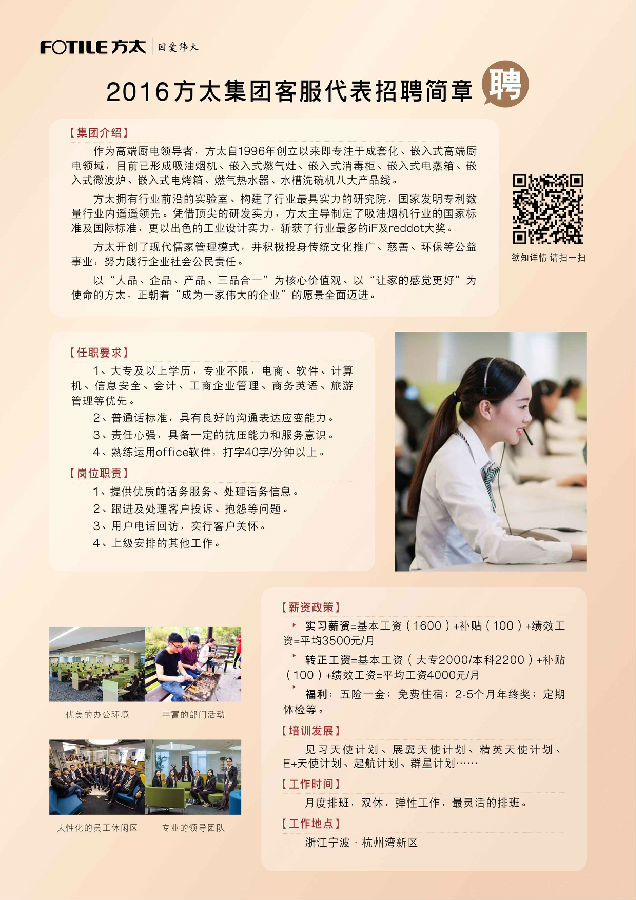 FOTILE 方太 因爱伟大
2016方太集团客服代表招聘简章 聘
【集团介绍】
作为高端厨电领导者，方太自1996年创立以来即专注于成套化、嵌入式高端厨
电领域，目前已形成吸油烟机、嵌入式燃气灶、嵌入式消毒柜、嵌入式电蒸箱、嵌
入式微波炉、嵌入式电烤箱、燃气热水器、水槽洗碗机八大产品线。
方太拥有行业前沿的实验室、构建了行业最具实力的研究院，国家发明专利数
量行业内遥遥领先。凭借顶尖的研发实力，方太主导制定了吸油烟机行业的国家标
准及国际标准，更以出色的工业设计实力，斩获了行业最多的iF及reddot大奖。
方太开创了现代儒家管理模式，并积极投身传统文化推广、慈善、环保等公益
事业，努力践行企业社会公民责任。
以“人品、企品、产品，三品合一”为核心价值观、以“让家的感觉更好”为
使命的方太，正朝着“成为一家伟大的企业”的愿景全面迈进。
欲知详情 请扫一扫
【任职要求】
1、大专及以上学历，专业不限，电商、软件、计算
机、信息安全、会计、工商企业管理、商务英语、旅游
管理等优先。
2、普通话标准，具有良好的沟通表达应变能力。
3、责任心强，具备一定的抗压能力和服务意识。
4、熟练运用office软件，打字40字/分钟以上。
【岗位职责】
1、提供优质的话务服务、处理话务信息。
2、跟进及处理客户投诉、抱怨等问题。
3、用户电话回访，实行客户关怀。
4、上级安排的其他工作。
【薪资政策】
实习薪资=基本工资（1600）+补贴（100）+绩效工
资=平均3500元/月
转正工资=基本工资（大专2000/本科2200）+补贴
（100）+绩效工资=平均工资4000元/月
福利：五险一金；免费住宿；2-5个月年终奖；定期
体检等。
【培训发展】
见习天使计划、展翼天使计划、精英天使计划、
E+天使计划、起航计划、群星计划……
【工作时间】
月度排班，双休，弹性工作，最灵活的排班。
【工作地点】
浙江宁波·杭州湾新区
优美的办公环境
丰富的部门活动
人性化的员工休闲区
专业的领导团队